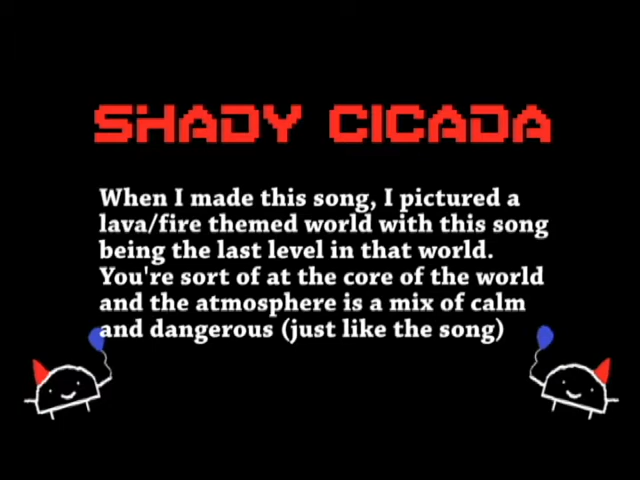 SHADY CICADA
When I made this song, I pictured a
lava/fire themed world with this song
being the last level in that world.
You're sort of at the core of the world
and the atmosphere is a mix of calm
and dangerous (just like the song)